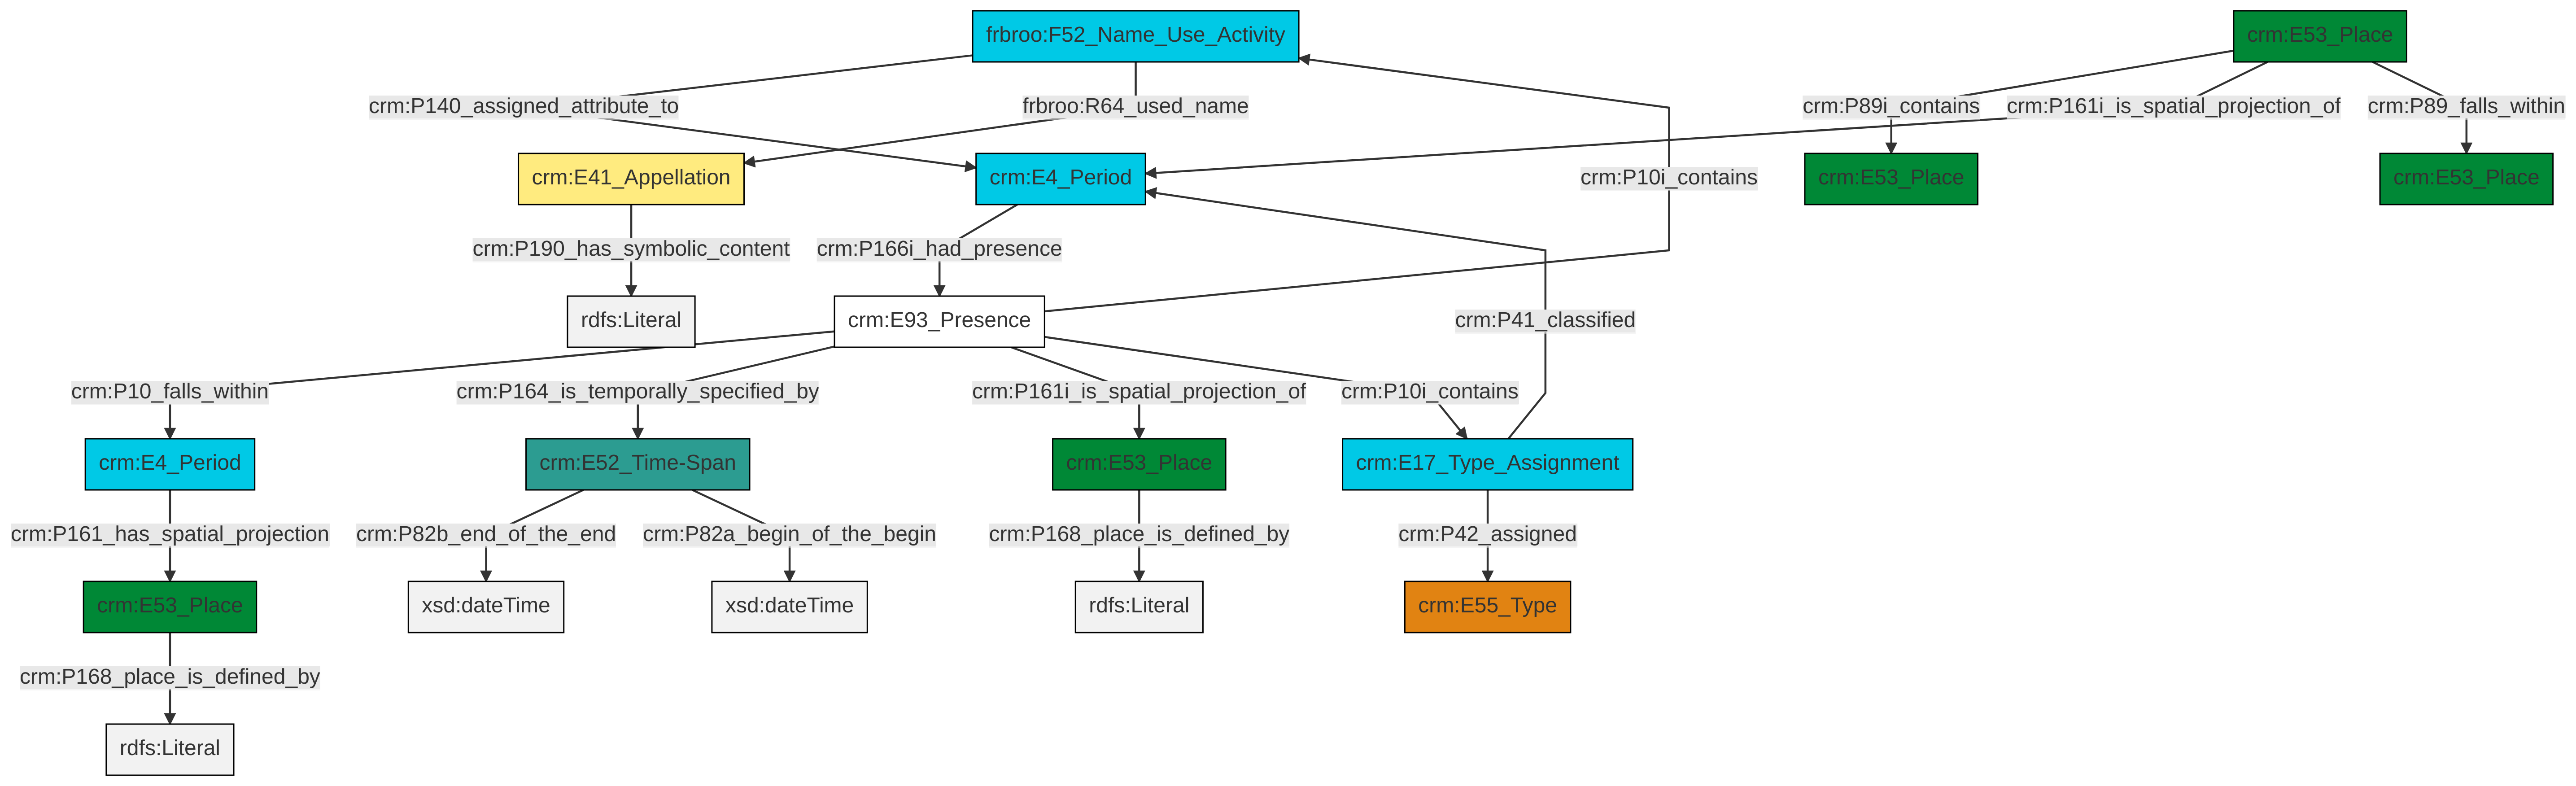 frbroo:F52_Name_Use_Activity
crm:E53_Place
crm:P140_assigned_attribute_to
frbroo:R64_used_name
crm:P89i_contains
crm:P161i_is_spatial_projection_of
crm:P89_falls_within
crm:E41_Appellation
crm:E4_Period
crm:P10i_contains
crm:E53_Place
crm:E53_Place
crm:P190_has_symbolic_content
crm:P166i_had_presence
rdfs:Literal
crm:E93_Presence
crm:P41_classified
crm:P10_falls_within
crm:P164_is_temporally_specified_by
crm:P161i_is_spatial_projection_of
crm:P10i_contains
crm:E4_Period
crm:E52_Time-Span
crm:E53_Place
crm:E17_Type_Assignment
crm:P161_has_spatial_projection
crm:P82b_end_of_the_end
crm:P82a_begin_of_the_begin
crm:P168_place_is_defined_by
crm:P42_assigned
crm:E53_Place
xsd:dateTime
xsd:dateTime
rdfs:Literal
crm:E55_Type
crm:P168_place_is_defined_by
rdfs:Literal